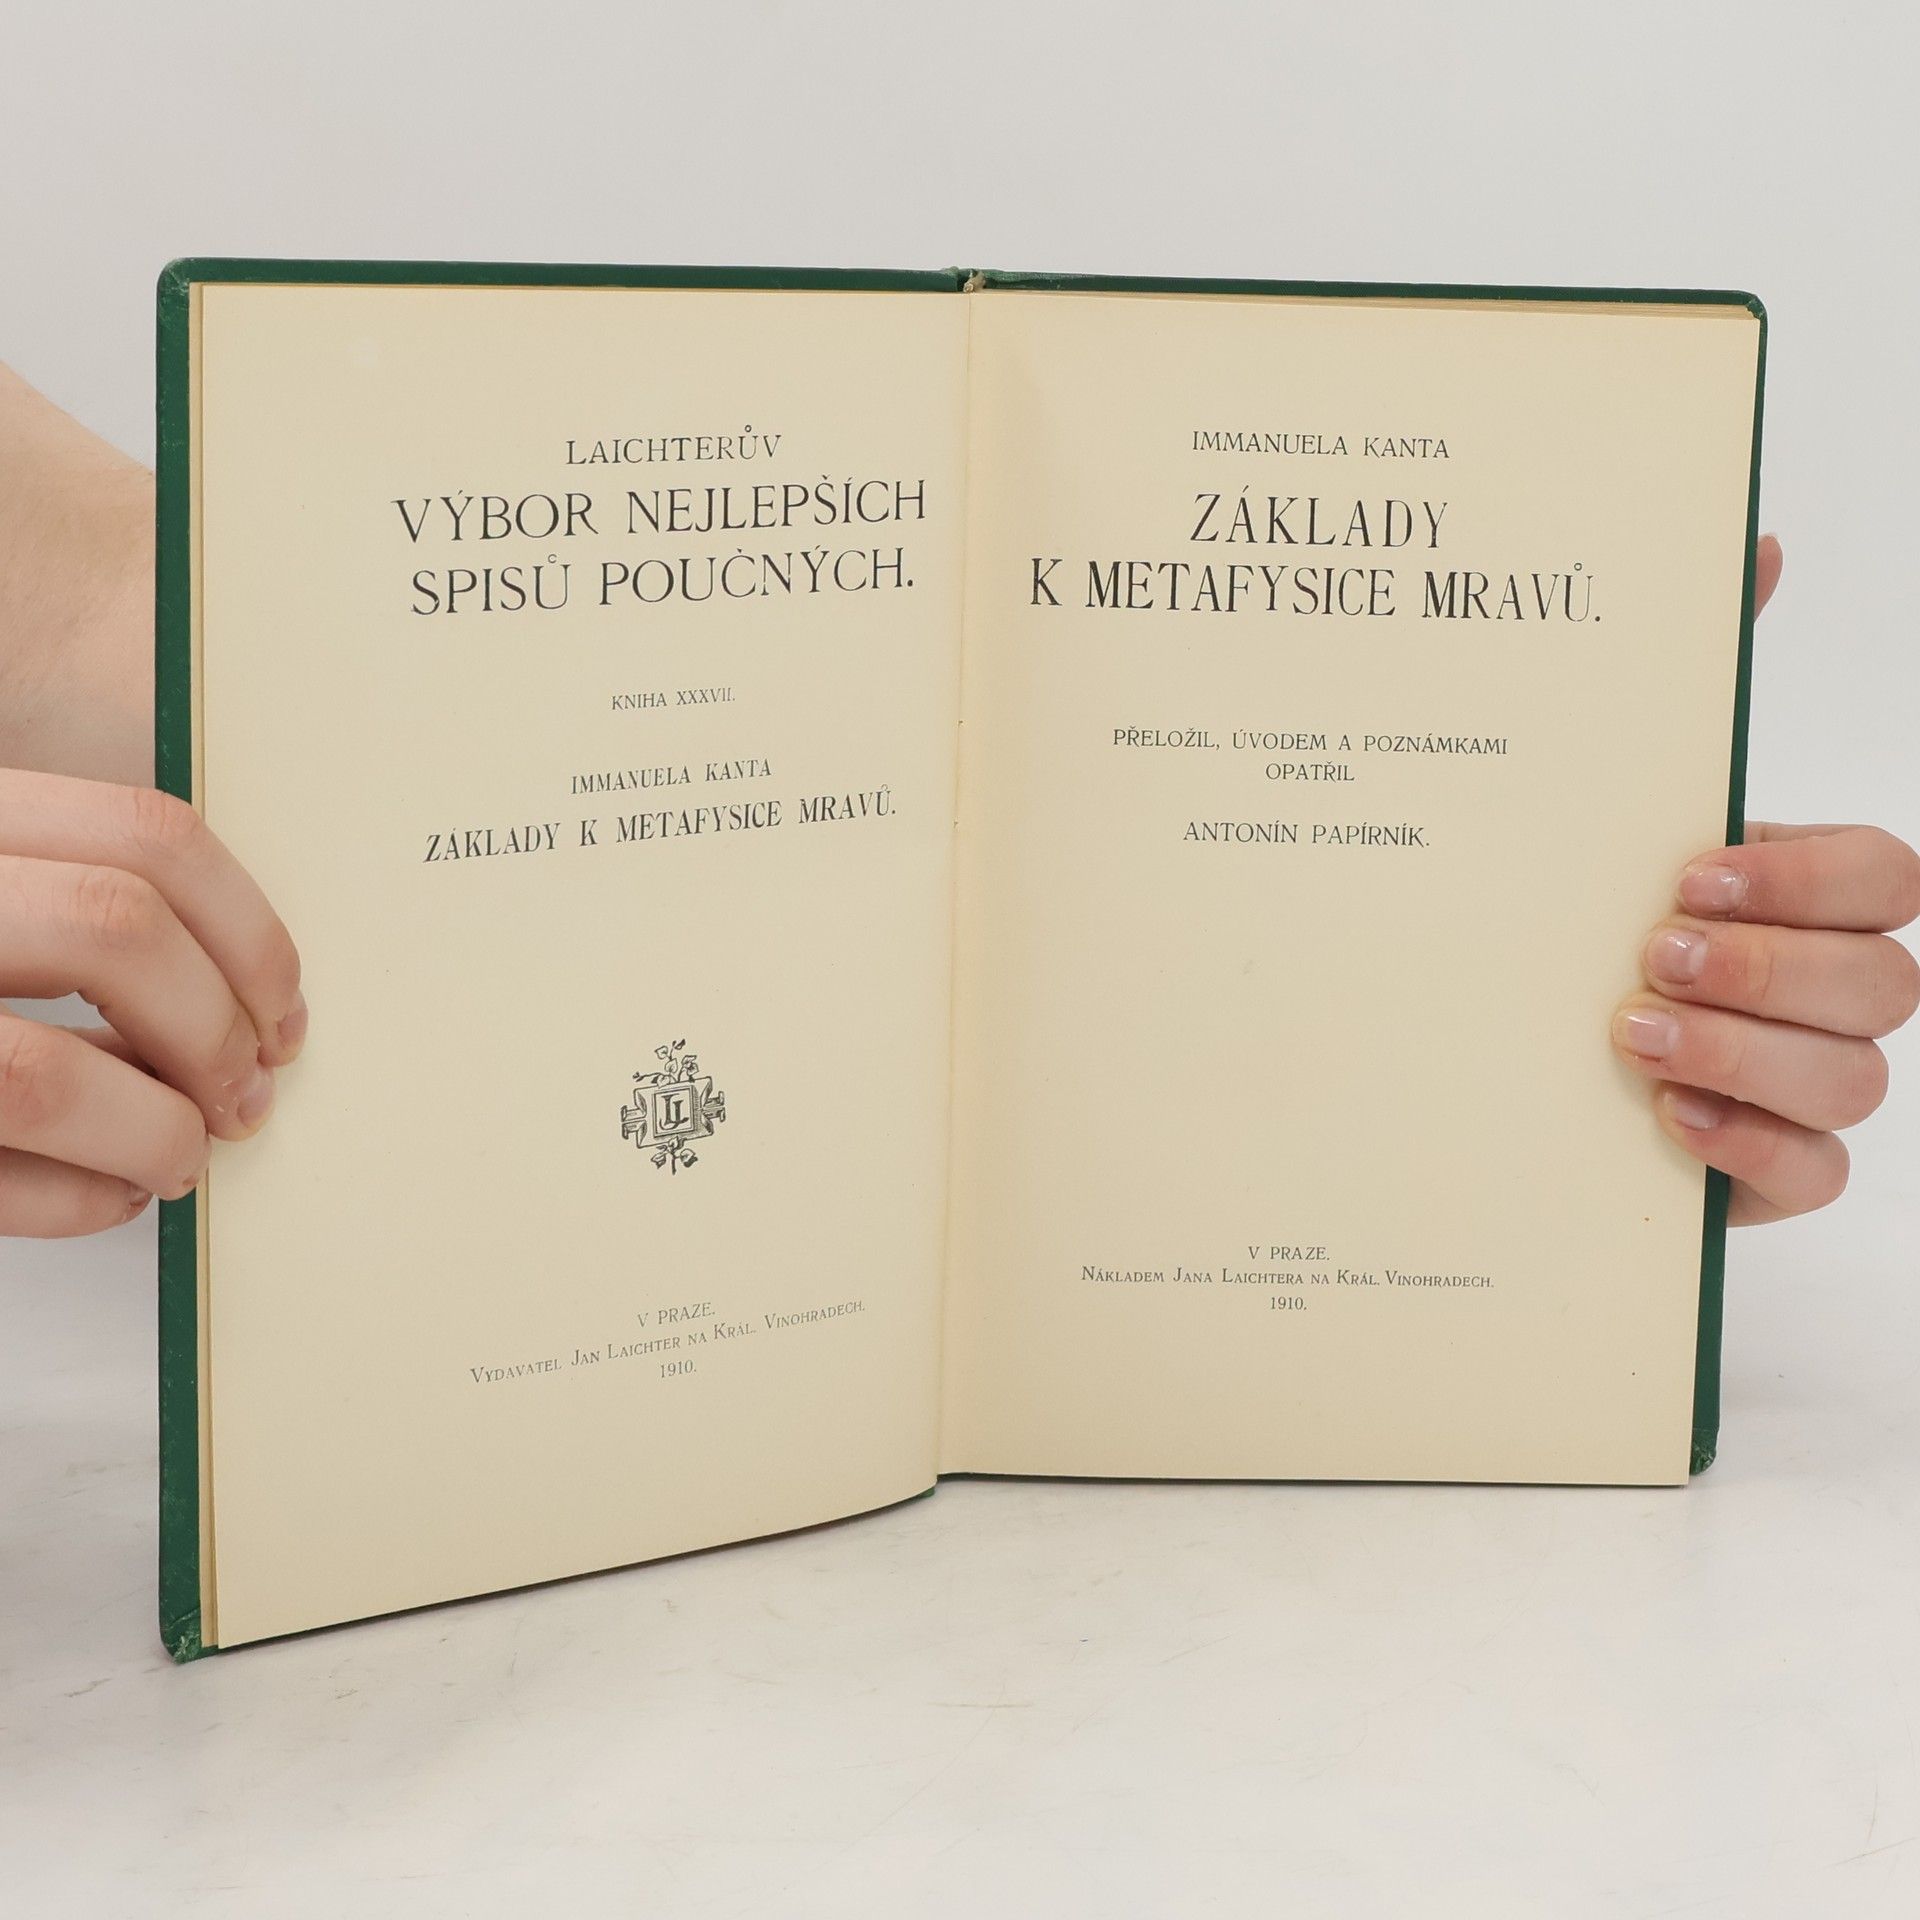 LAICHTERŮV
VÝBOR NEJLEPŠÍCH
SPISŮ POUČNÝCH.
KNIHA XXXVII.
IMMANUELA KANTA
ZÁKLADY K METAFYSICE MRAVŮ.
JL
V PRAZE.
VYDAVATEL JAN LAICHTER NA KRÁL. VINOHRADECH.
1910.
IMMANUELA KANTA
ZÁKLADY
K METAFYSICE MRAVŮ.
PŘELOŽIL, ÚVODEM A POZNÁMKAMI
OPATŘIL
ANTONÍN PAPÍRNÍK.
V PRAZE.
NÁKLADEM JANA LAICHTERA NA KRÁL. VINOHRADECH.
1910.